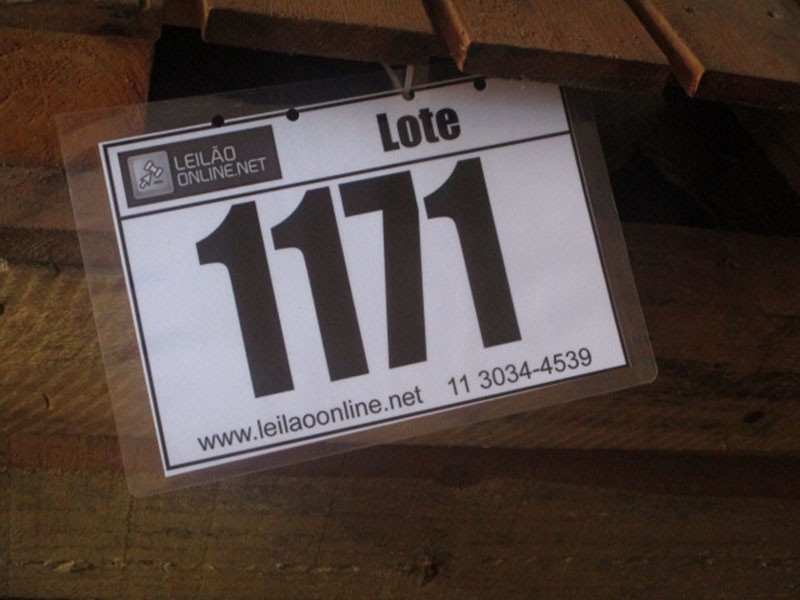 Lote
LEILÃO
ONLINE.NET
1171
www.leilaoonline.net 11 3034-4539